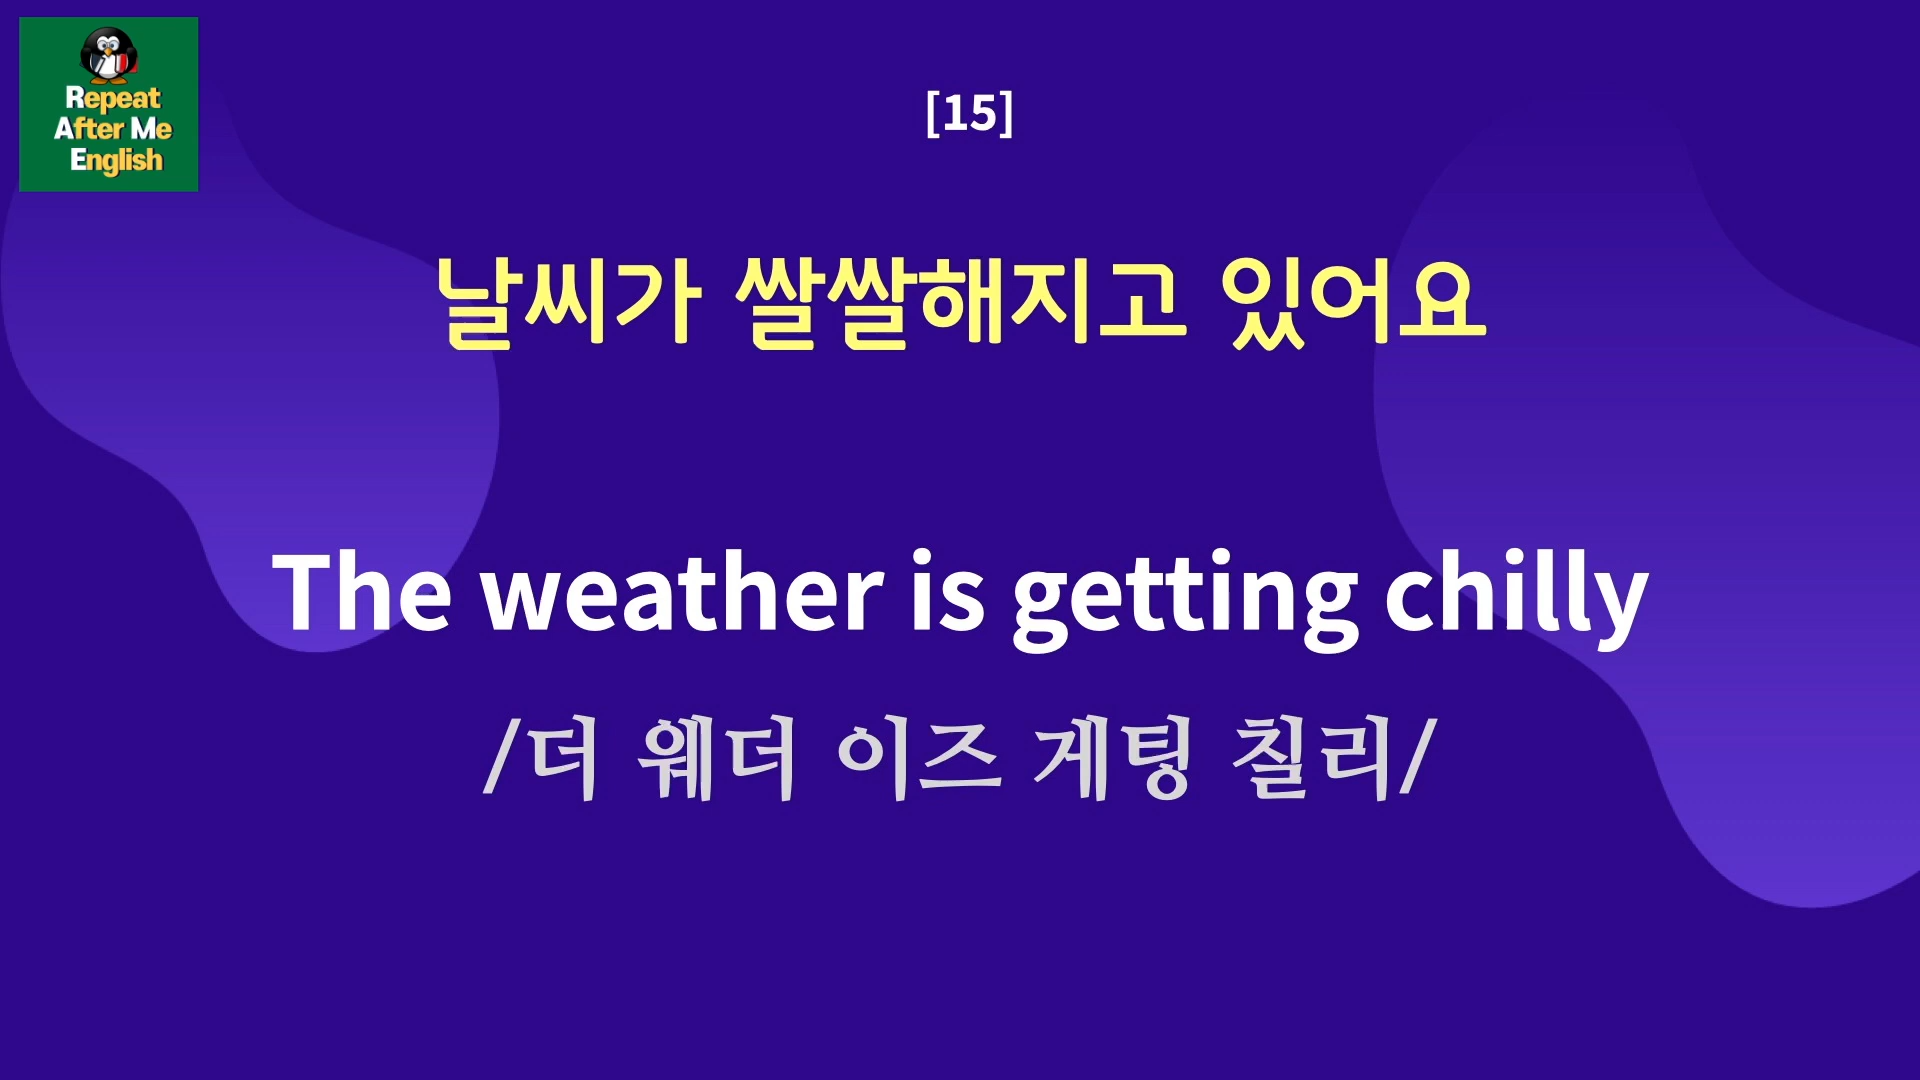 Repeat
After Me
English
[15]
날씨가 쌀쌀해지고 있어요
The weather is getting chilly
/더 웨더 이즈 게팅 칠리/